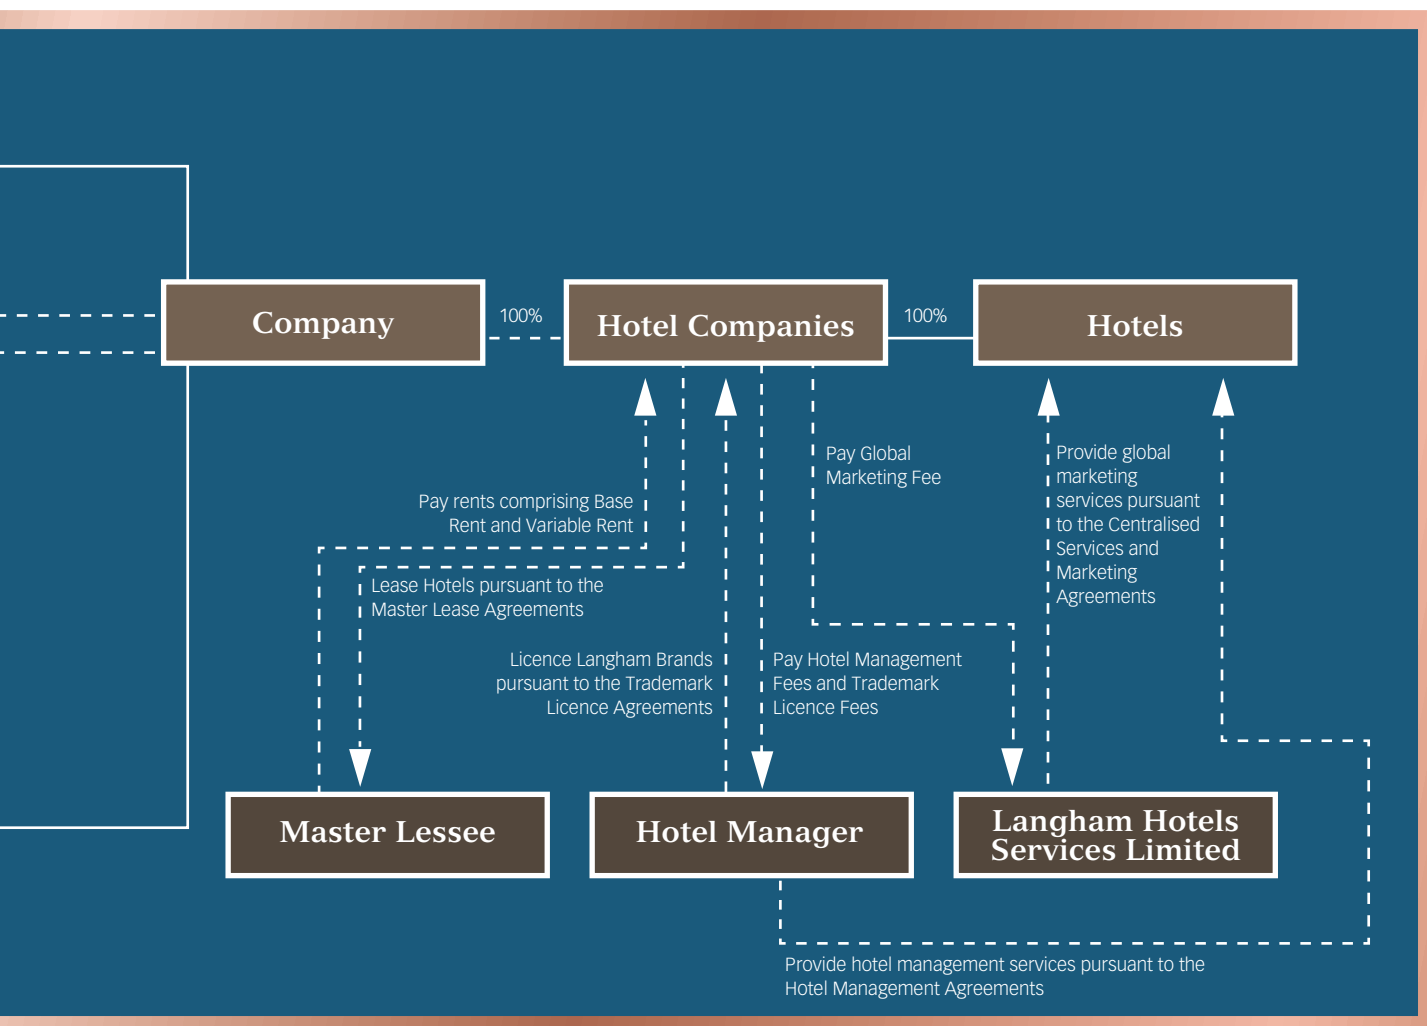 Company
100%
Hotel Companies
100%
Hotels
Pay rents comprising Base
Rent and Variable Rent
Pay Global
Marketing Fee
Provide global
marketing
services pursuant
to the Centralised
Services and
Marketing
Agreements
Lease Hotels pursuant to the
Master Lease Agreements
Licence Langham Brands
pursuant to the Trademark
Licence Agreements
Pay Hotel Management
Fees and Trademark
Licence Fees
Master Lessee
Hotel Manager
Langham Hotels
Services Limited
Provide hotel management services pursuant to the
Hotel Management Agreements